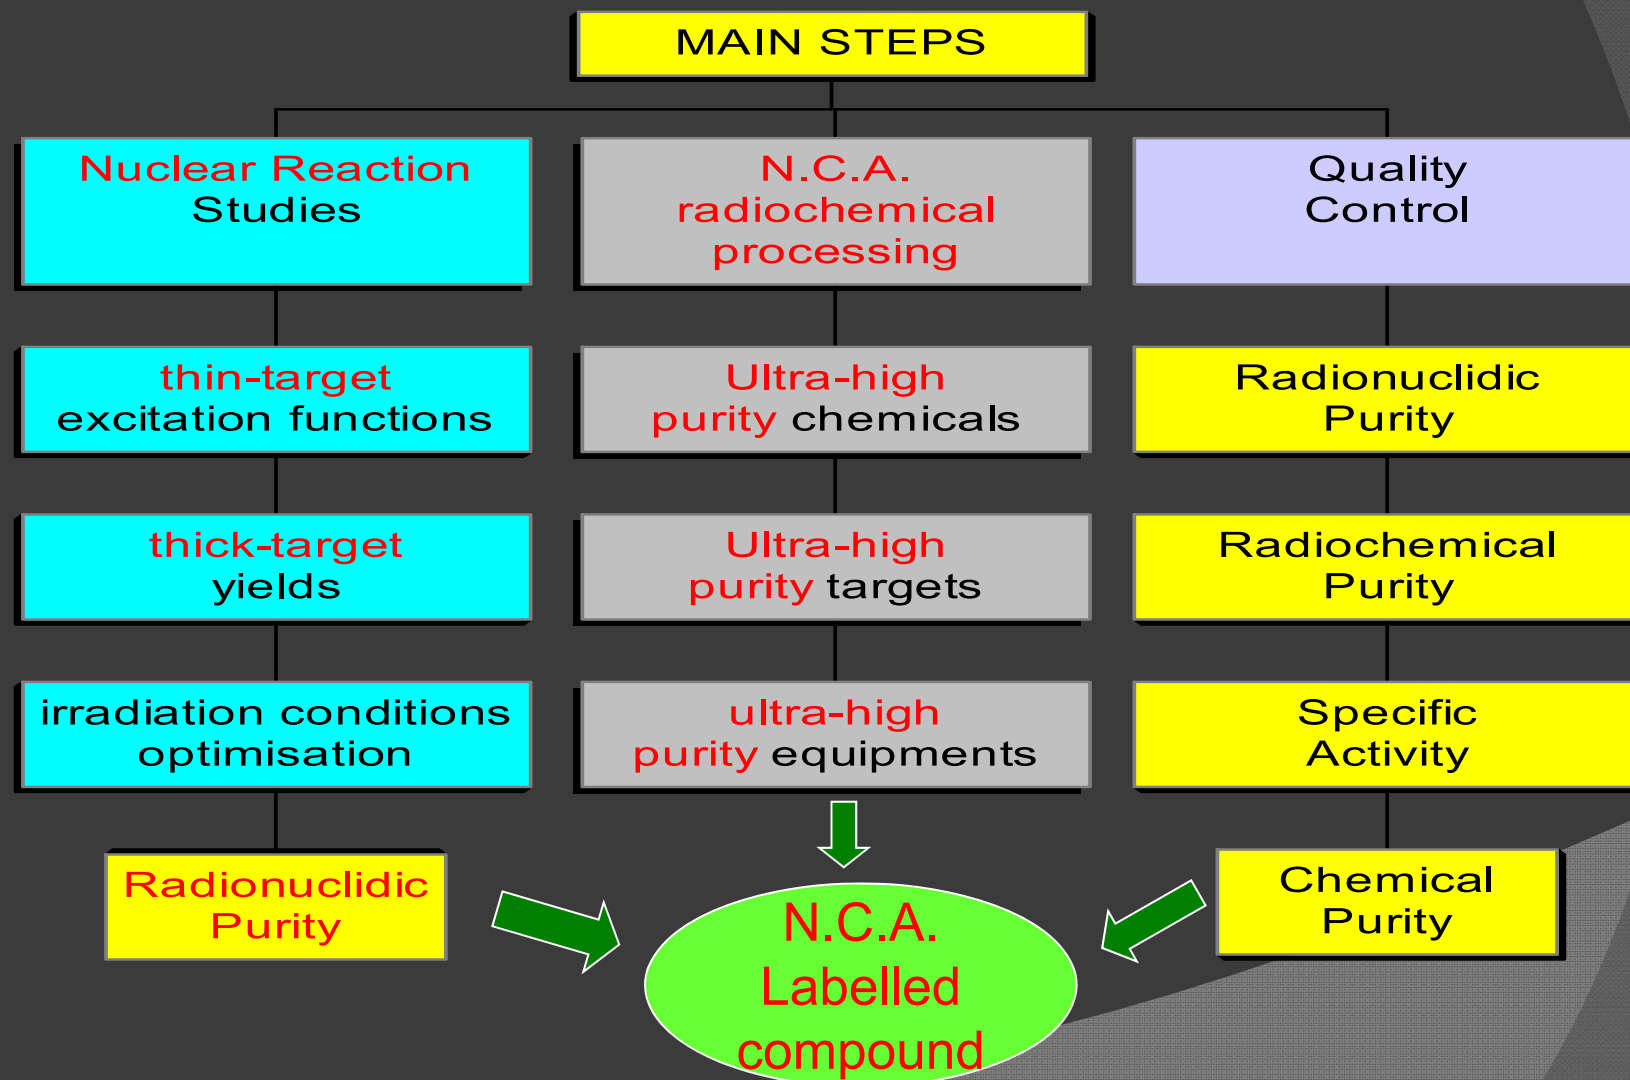 MAIN STEPS
Nuclear Reaction
Studies
N.C.A.
radiochemical
processing
Quality
Control
thin-target
excitation functions
Ultra-high
purity chemicals
Radionuclidic
Purity
thick-target
yields
Ultra-high
purity targets
Radiochemical
Purity
irradiation conditions
optimisation
ultra-high
purity equipments
Specific
Activity
Radionuclidic
Purity
Chemical
Purity
N.C.A.
Labelled
compound